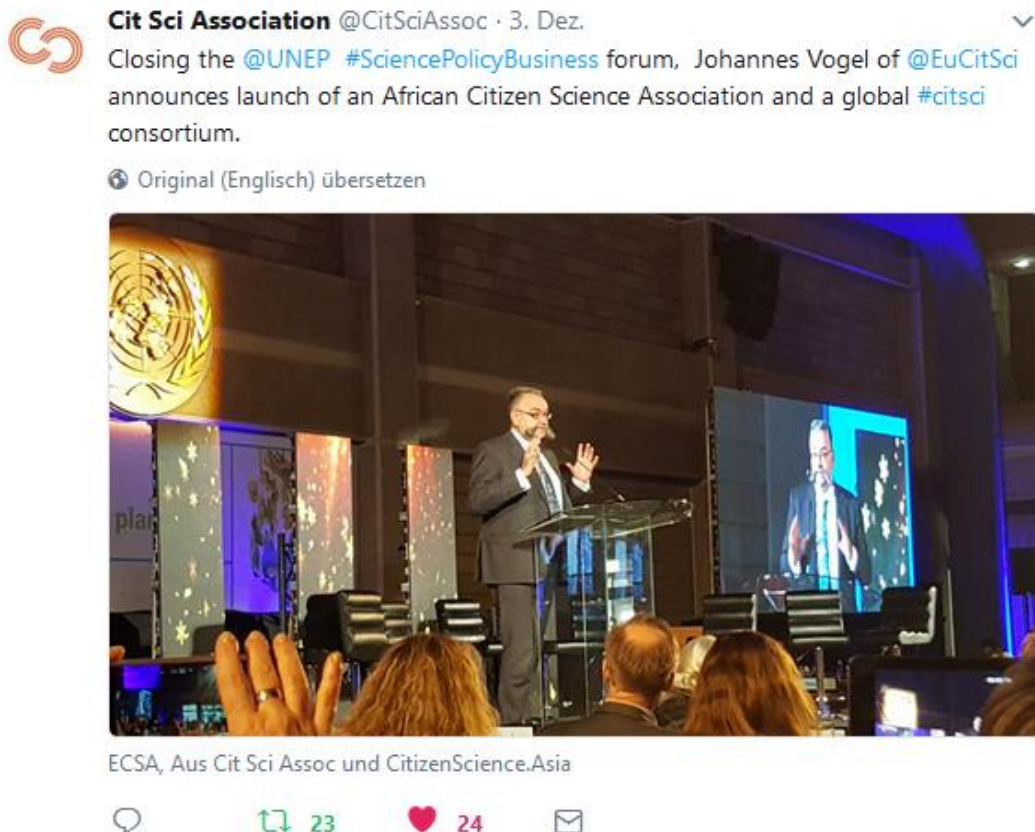 Cit Sci Association @CitSciAssoc · 3. Dez.
Closing the @UNEP #SciencePolicyBusiness forum, Johannes Vogel of @EuCitSci
announces launch of an African Citizen Science Association and a global #citsci
consortium.
Original (Englisch) übersetzen
ECSA, Aus Cit Sci Assoc und CitizenScience.Asia
23 24